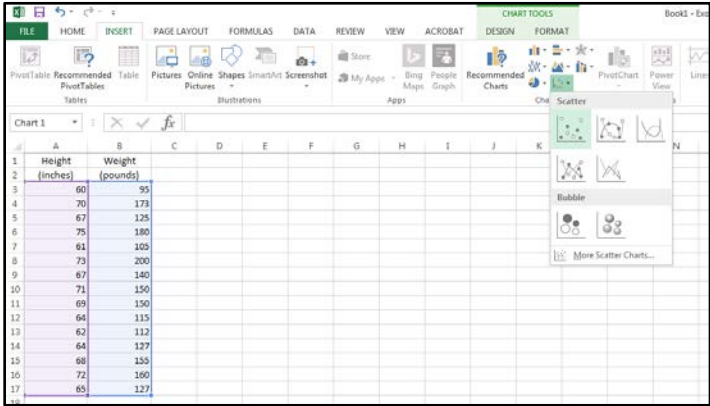 CHART TOOLS Book1 - Exc
FILE HOME INSERT PAGE LAYOUT FORMULAS DATA REVIEW VIEW ACROBAT DESIGN FORMAT
PivotTable Recommended PivotTables Table Pictures Online Pictures Shapes SmartArt Screenshot Store My Apps Bing Maps People Graph Recommended Charts PivotChart Power View Line
Tables Illustrations Apps Cha s
Chart 1 fx
Scatter
Bubble
More Scatter Charts...
A B C D E F G H I J K N
1 Height Weight
2 (inches) (pounds)
3 60 95
4 70 173
5 67 125
6 75 180
7 61 105
8 73 200
9 67 140
10 71 150
11 69 150
12 64 115
13 62 112
14 64 127
15 68 155
16 72 160
17 65 127
18